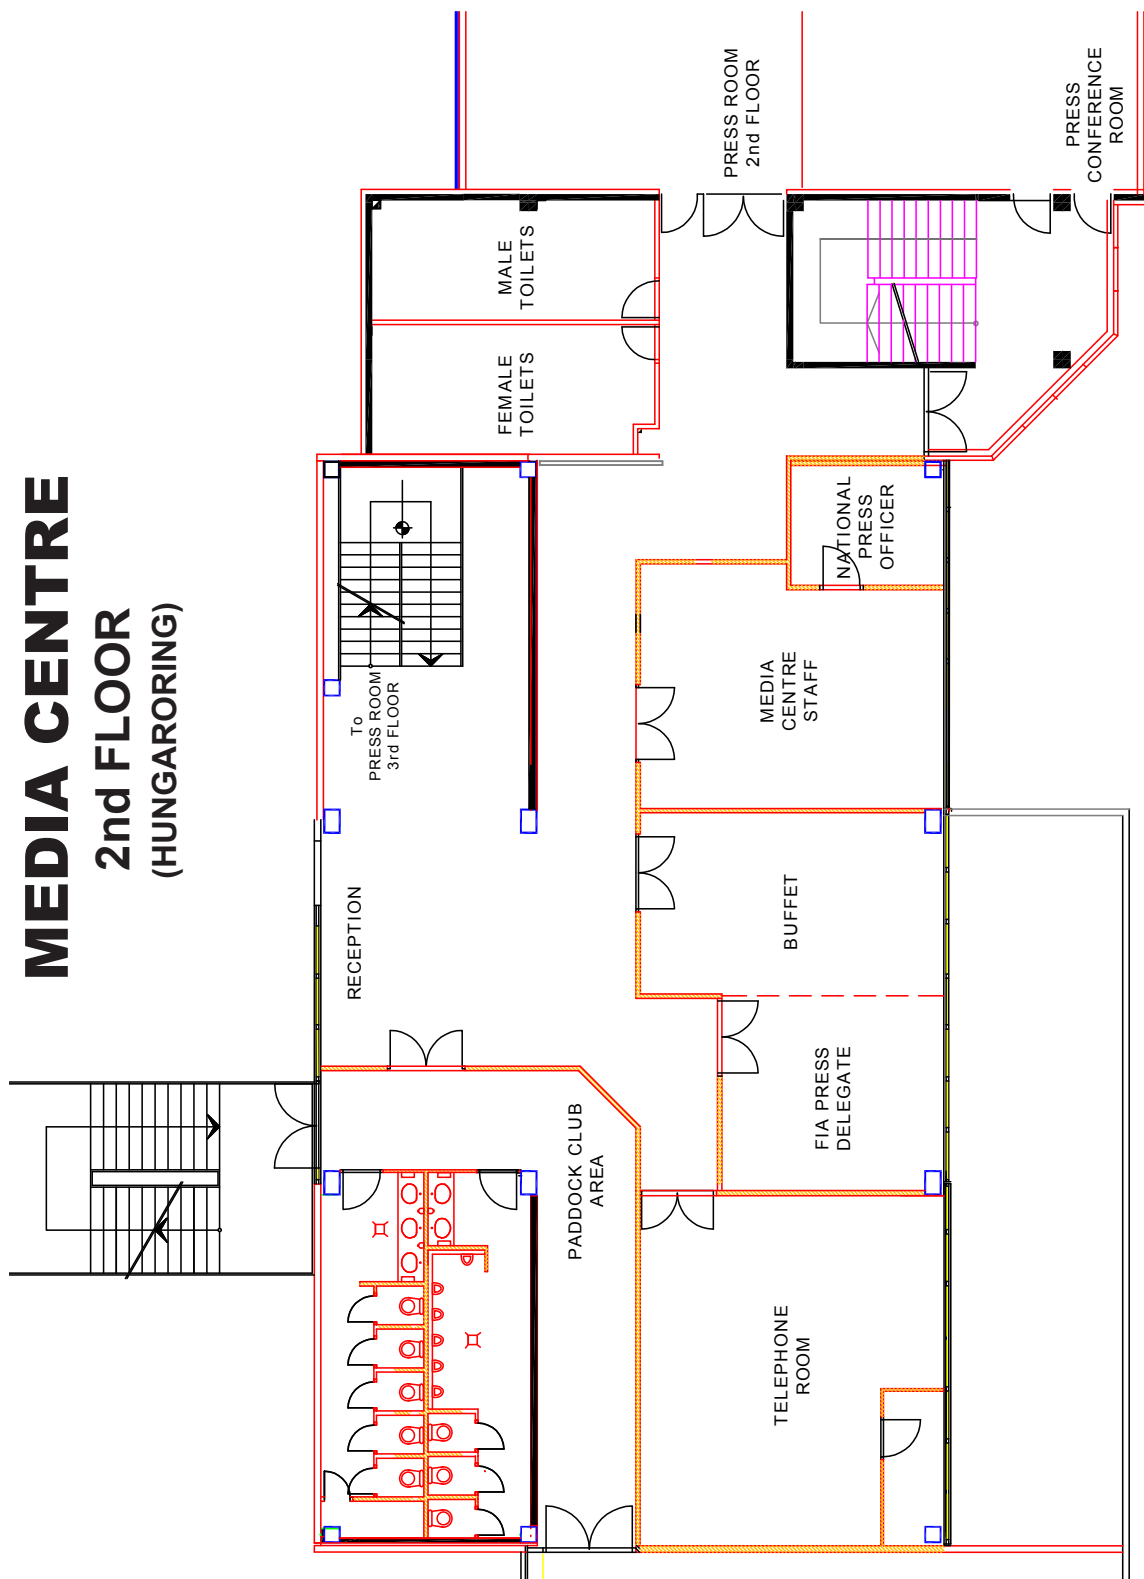 MEDIA CENTRE
2nd FLOOR
(HUNGARORING)
RECEPTION
To
PRESS ROOM
3rd FLOOR
FEMALE
TOILETS
MALE
TOILETS
PADDOCK CLUB
AREA
PRESS ROOM
2nd FLOOR
TELEPHONE
ROOM
FIA PRESS
DELEGATE
BUFFET
MEDIA
CENTRE
STAFF
NATIONAL
PRESS
OFFICER
PRESS
CONFERENCE
ROOM